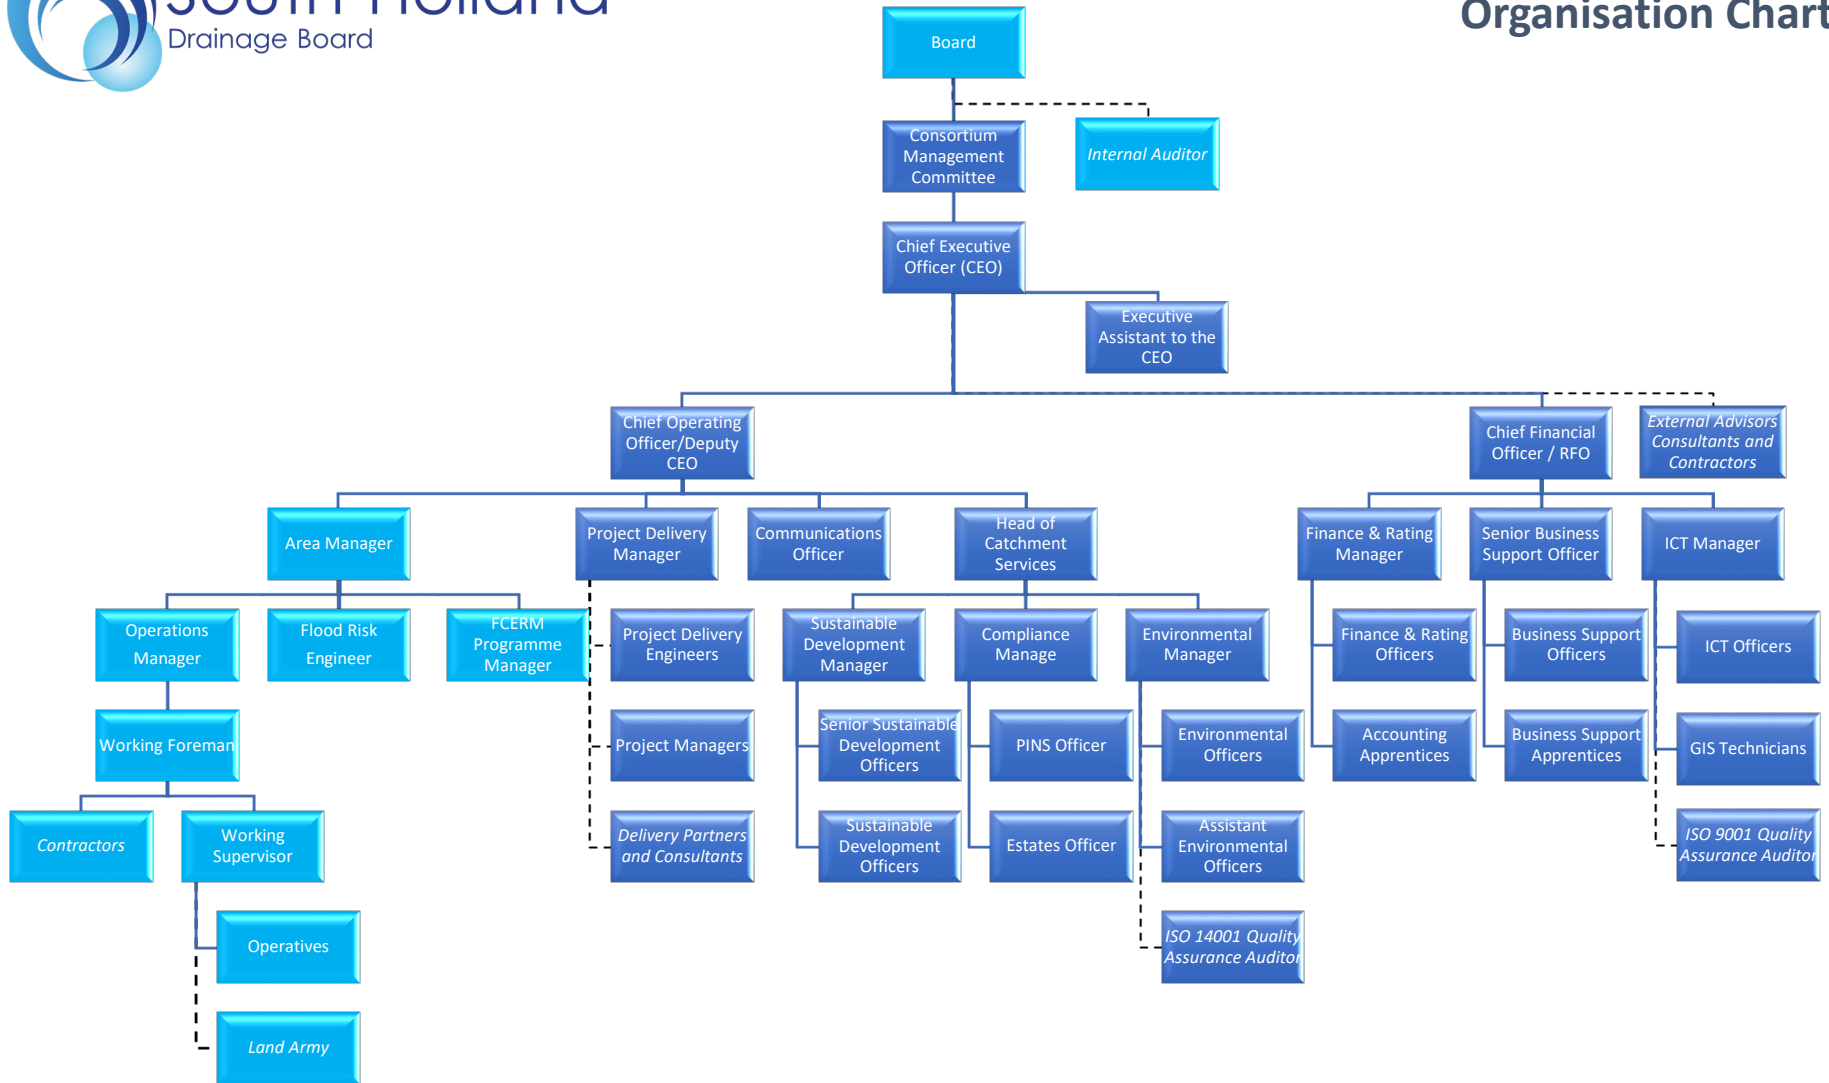 South Holland
Drainage Board
Organisation Chart
Board
Consortium
Management
Committee
Internal Auditor
Chief Executive
Officer (CEO)
Executive
Assistant to the
CEO
Chief Operating
Officer/Deputy
CEO
Chief Financial
Officer / RFO
External Advisors
Consultants and
Contractors
Area Manager
Project Delivery
Manager
Communications
Officer
Head of
Catchment
Services
Finance & Rating
Manager
Senior Business
Support Officer
ICT Manager
Operations
Manager
Flood Risk
Engineer
FCERM
Programme
Manager
Project Delivery
Engineers
Sustainable
Development
Manager
Compliance
Manage
Environmental
Manager
Finance & Rating
Officers
Business Support
Officers
ICT Officers
Working Foreman
Project Managers
Senior Sustainable
Development
Officers
PINS Officer
Environmental
Officers
Accounting
Apprentices
Business Support
Apprentices
GIS Technicians
Contractors
Working
Supervisor
Delivery Partners
and Consultants
Sustainable
Development
Officers
Estates Officer
Assistant
Environmental
Officers
ISO 9001 Quality
Assurance Auditor
Operatives
ISO 14001 Quality
Assurance Auditor
Land Army